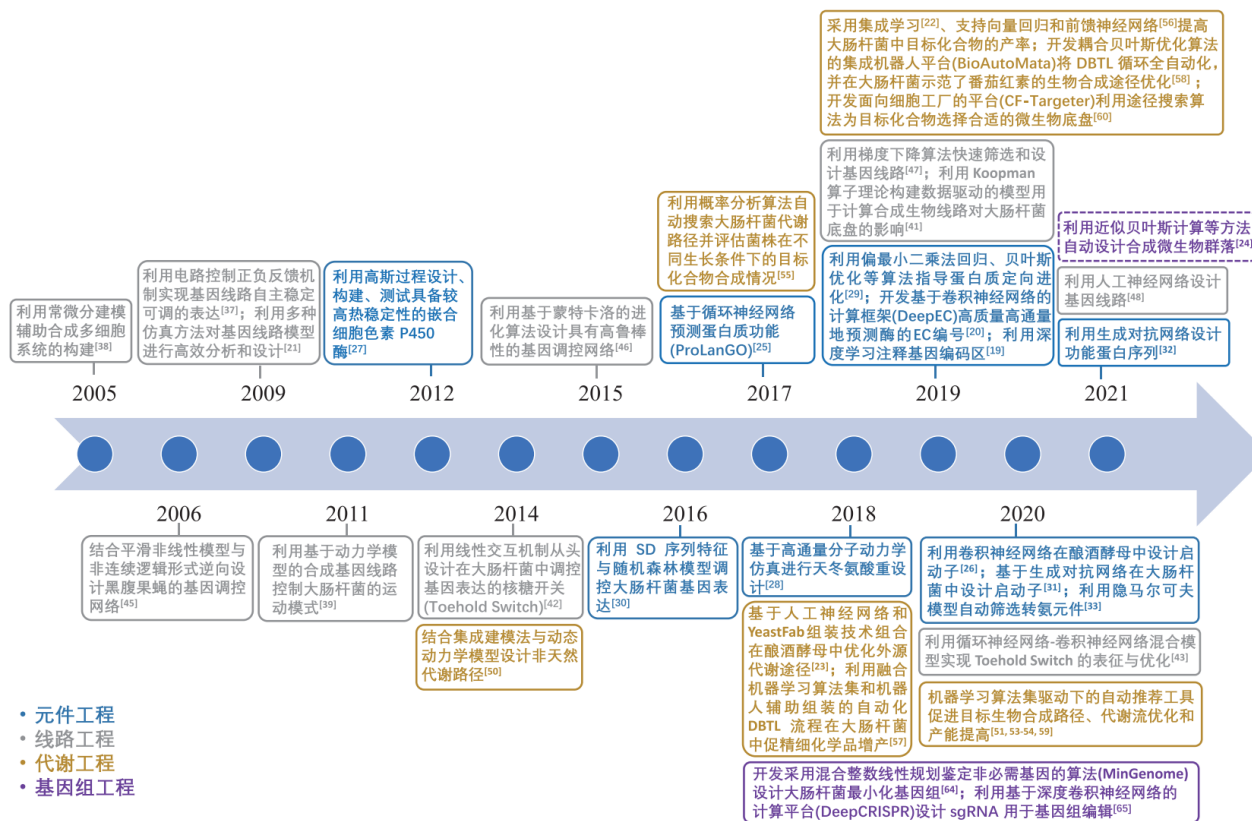 采用集成学习[22]、支持向量回归和前馈神经网络[56]提高
大肠杆菌中目标化合物的产率；开发耦合贝叶斯优化算法
的集成机器人平台(BioAutoMata)将 DBTL 循环全自动化，
并在大肠杆菌示范了番茄红素的生物合成途径优化[58]；
开发面向细胞工厂的平台(CF-Targeter)利用途径搜索算
法为目标化合物选择合适的微生物底盘[60]
利用梯度下降算法快速筛选和设
计基因线路[47]；利用 Koopman
算子理论构建数据驱动的模型用
于计算合成生物线路对大肠杆菌
底盘的影响[41]
利用概率分析算法自
动搜索大肠杆菌代谢
路径并评估菌株在不
同生长条件下的目标
化合物合成情况[55]
利用近似贝叶斯计算等方法
自动设计合成微生物群落[24]
利用常微分建模
辅助合成多细胞
系统的构建[38]
利用电路控制正负反馈机
制实现基因线路自主稳定
可调的表达[37]；利用多种
仿真方法对基因线路模型
进行高效分析和设计[21]
利用高斯过程设计、
构建、测试具备较
高热稳定性的嵌合
细胞色素 P450
酶[27]
利用基于蒙特卡洛的进
化算法设计具有高鲁棒
性的基因调控网络[46]
基于循环神经网络
预测蛋白质功能
(ProLanGO)[25]
利用偏最小二乘法回归、贝叶斯
优化等算法指导蛋白质定向进
化[29]；开发基于卷积神经网络的
计算框架(DeepEC)高质量高通量
地预测酶的EC编号[20]；利用深
度学习注释基因编码区[19]
利用人工神经网络设计
基因线路[48]
利用生成对抗网络设计
功能蛋白序列[32]
2005
2009
2012
2015
2017
2019
2021
2006
2011
2014
2016
2018
2020
结合平滑非线性模型与
非连续逻辑形式逆向设
计黑腹果蝇的基因调控
网络[45]
利用基于动力学模
型的合成基因线路
控制大肠杆菌的运
动模式[39]
利用线性交互机制从头
设计在大肠杆菌中调控
基因表达的核糖开关
(Toehold Switch)[42]
结合集成建模法与动态
动力学模型设计非天然
代谢路径[50]
利用 SD 序列特征
与随机森林模型调
控大肠杆菌基因表
达[30]
基于高通量分子动力学
仿真进行天冬氨酸重设
计[28]
基于人工神经网络和
YeastFab组装技术组合
在酿酒酵母中优化外源
代谢途径[23]；利用融合
机器学习算法集和机器
人辅助组装的自动化
DBTL 流程在大肠杆菌
中促精细化学品增产[57]
利用卷积神经网络在酿酒酵母中设计启
动子[26]；基于生成对抗网络在大肠杆
菌中设计启动子[31]；利用隐马尔可夫
模型自动筛选转氨元件[33]
利用循环神经网络-卷积神经网络混合模
型实现 Toehold Switch 的表征与优化[43]
机器学习算法集驱动下的自动推荐工具
促进目标生物合成路径、代谢流优化和
产能提高[51, 53-54, 59]
开发采用混合整数线性规划鉴定非必需基因的算法(MinGenome)
设计大肠杆菌最小化基因组[64]；利用基于深度卷积神经网络的
计算平台(DeepCRISPR)设计 sgRNA 用于基因组编辑[65]
• 元件工程
• 线路工程
• 代谢工程
• 基因组工程